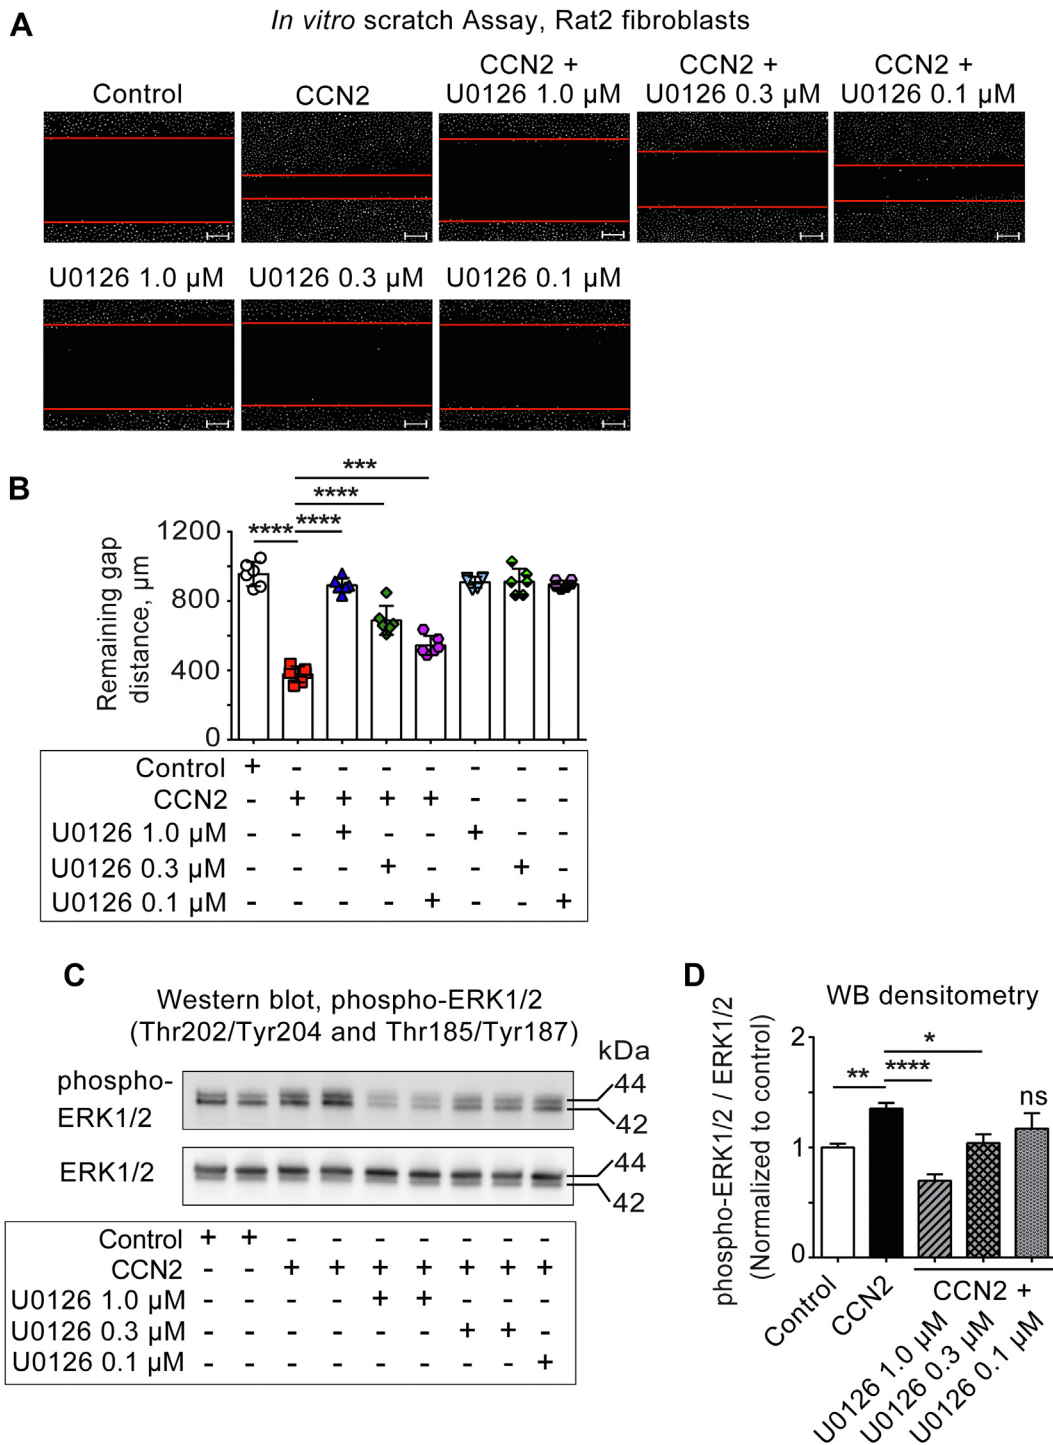 A
In vitro scratch Assay, Rat2 fibroblasts
Control
CCN2
CCN2 +
U0126 1.0 µM
CCN2 +
U0126 0.3 µM
CCN2 +
U0126 0.1 µM
U0126 1.0 µM
U0126 0.3 µM
U0126 0.1 µM
B
***
****
**** ****
Remaining gap
distance, µm
1200
800
400
0
Control + - - - - - - -
CCN2 - + + + + - - -
U0126 1.0 µM - - + - - + - -
U0126 0.3 µM - - - + - - + -
U0126 0.1 µM - - - - + - - +
C
Western blot, phospho-ERK1/2
(Thr202/Tyr204 and Thr185/Tyr187)
kDa
phospho-
ERK1/2
44
42
ERK1/2
44
42
Control + + - - - - - - -
CCN2 - - + + + + + + +
U0126 1.0 µM - - - - + + - - -
U0126 0.3 µM - - - - - - + + -
U0126 0.1 µM - - - - - - - - +
D
WB densitometry
phospho-ERK1/2 / ERK1/2
(Normalized to control)
2
1
0
*
** ****
ns
Control
CCN2
CCN2 +
U0126 1.0 µM
U0126 0.3 µM
U0126 0.1 µM